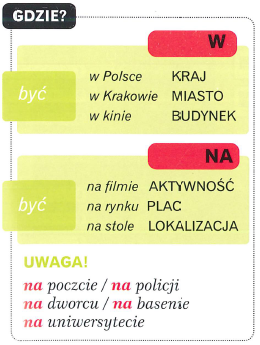 GDZIE?
W
być
w Polsce KRAJ
w Krakowie MIASTO
w kinie BUDYNEK
NA
być
na filmie AKTYWNOŚĆ
na rynku PLAC
na stole LOKALIZACJA
UWAGA!
na poczcie / na policji
na dworcu / na basenie
na uniwersytecie